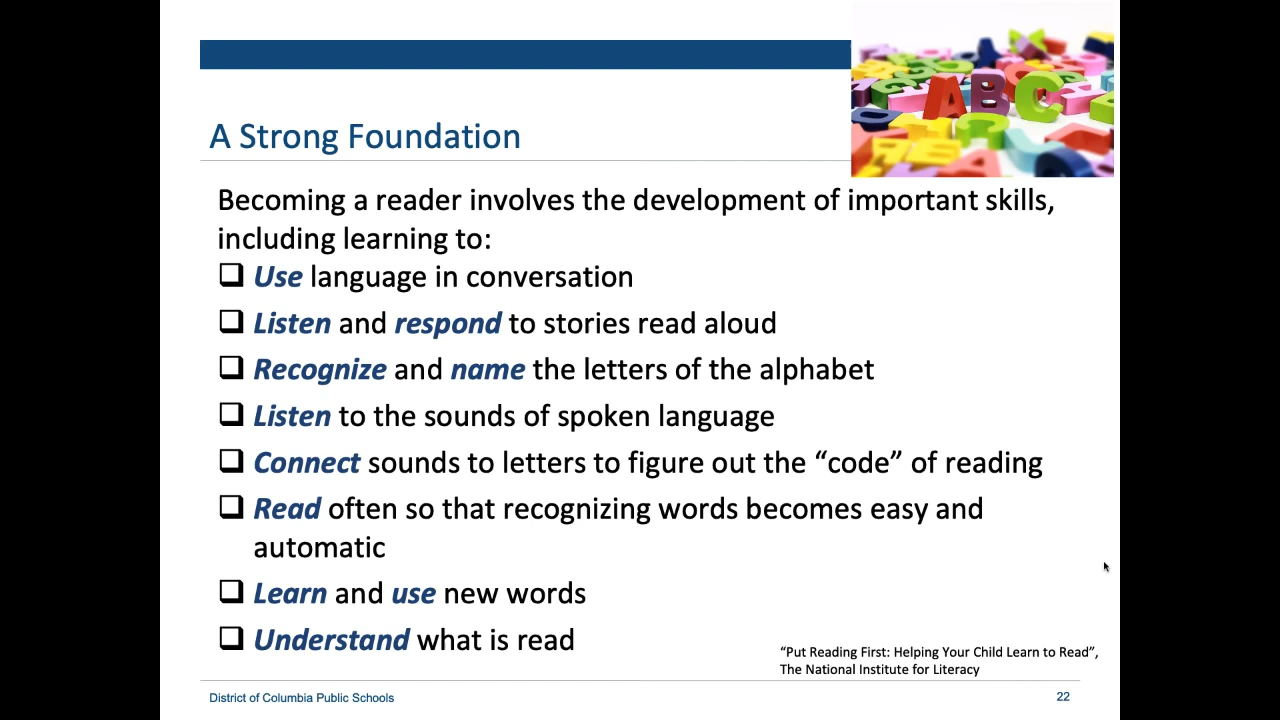 ABC
A Strong Foundation
Becoming a reader involves the development of important skills,
including learning to:
❑ Use language in conversation
❑ Listen and respond to stories read aloud
❑ Recognize and name the letters of the alphabet
❑ Listen to the sounds of spoken language
❑ Connect sounds to letters to figure out the “code” of reading
❑ Read often so that recognizing words becomes easy and
automatic
❑ Learn and use new words
❑ Understand what is read
“Put Reading First: Helping Your Child Learn to Read”,
The National Institute for Literacy
District of Columbia Public Schools
22